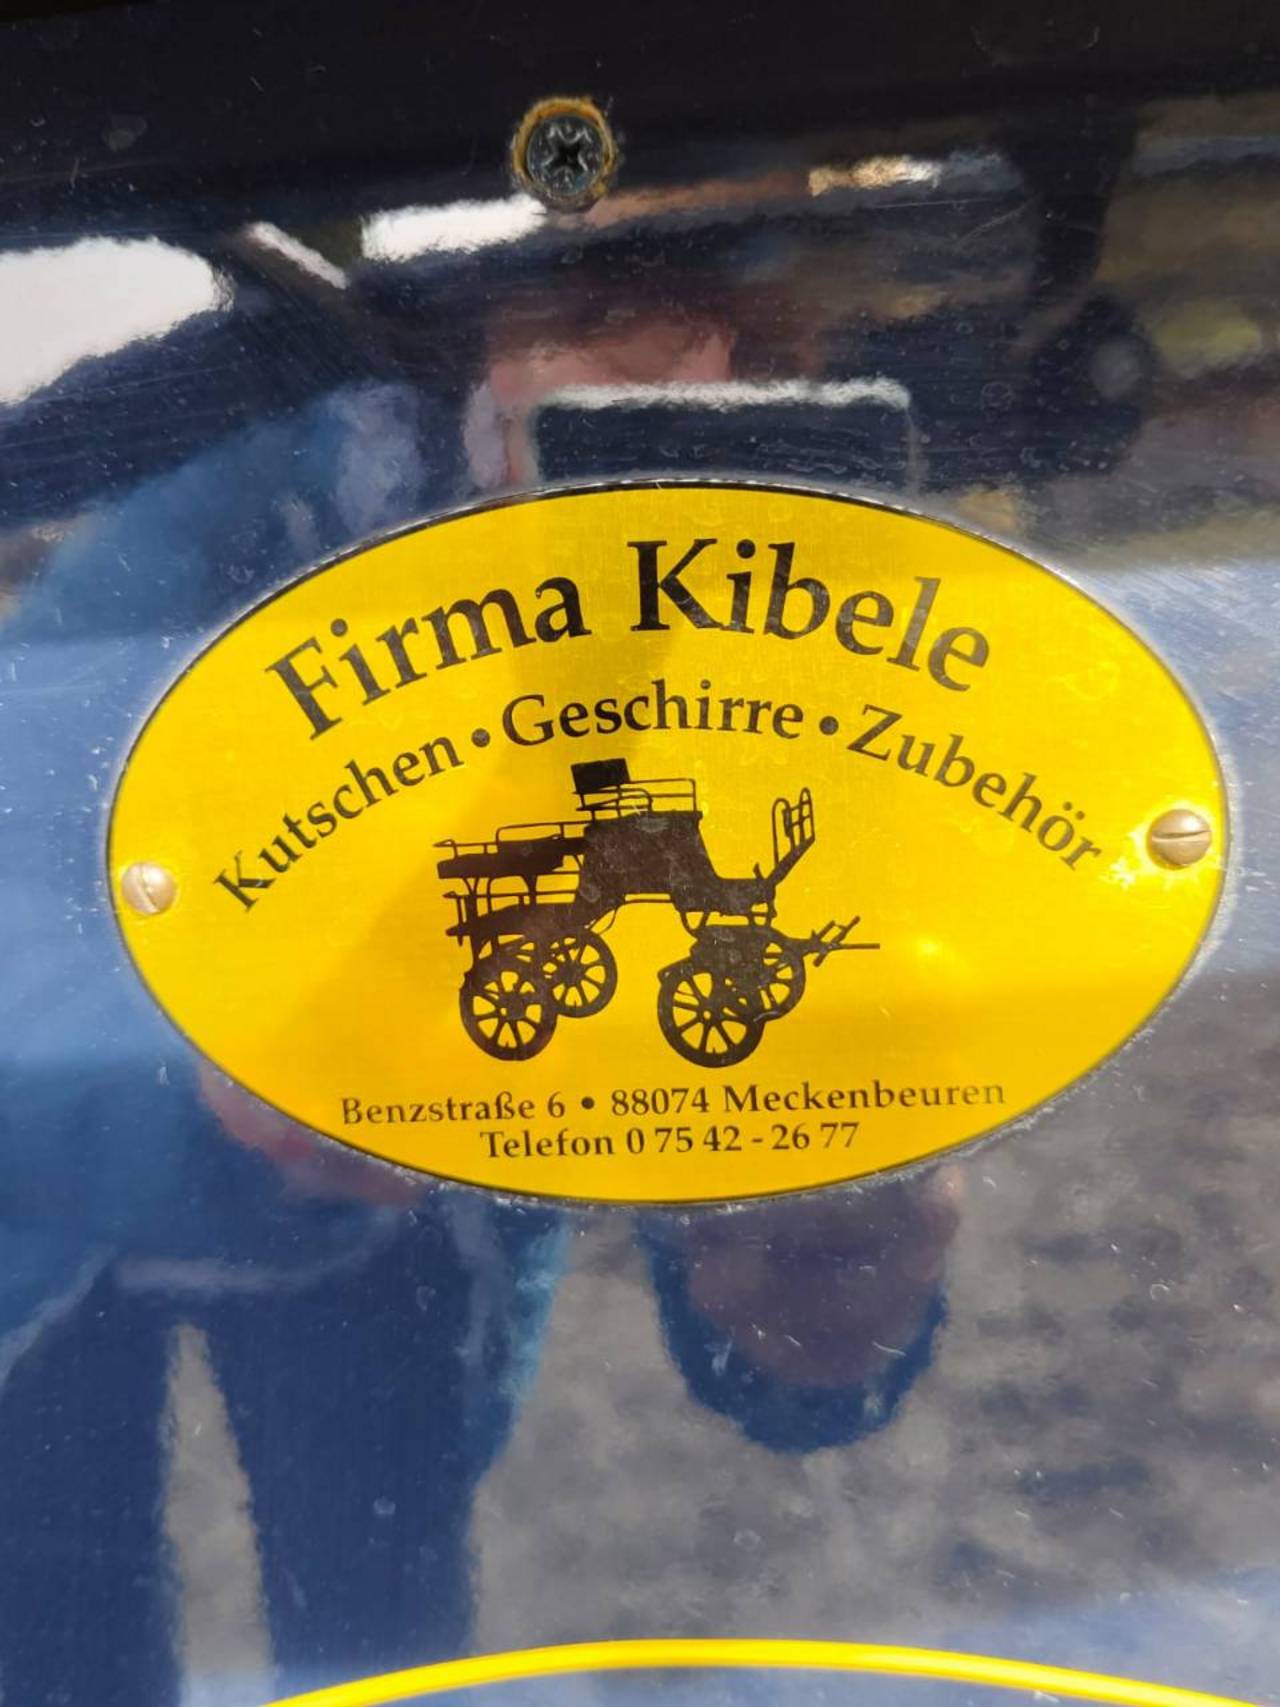 Firma Kibele
Kutschen • Geschirre • Zubehör
Benzstraße 6 • 88074 Meckenbeuren
Telefon 0 75 42 - 26 77